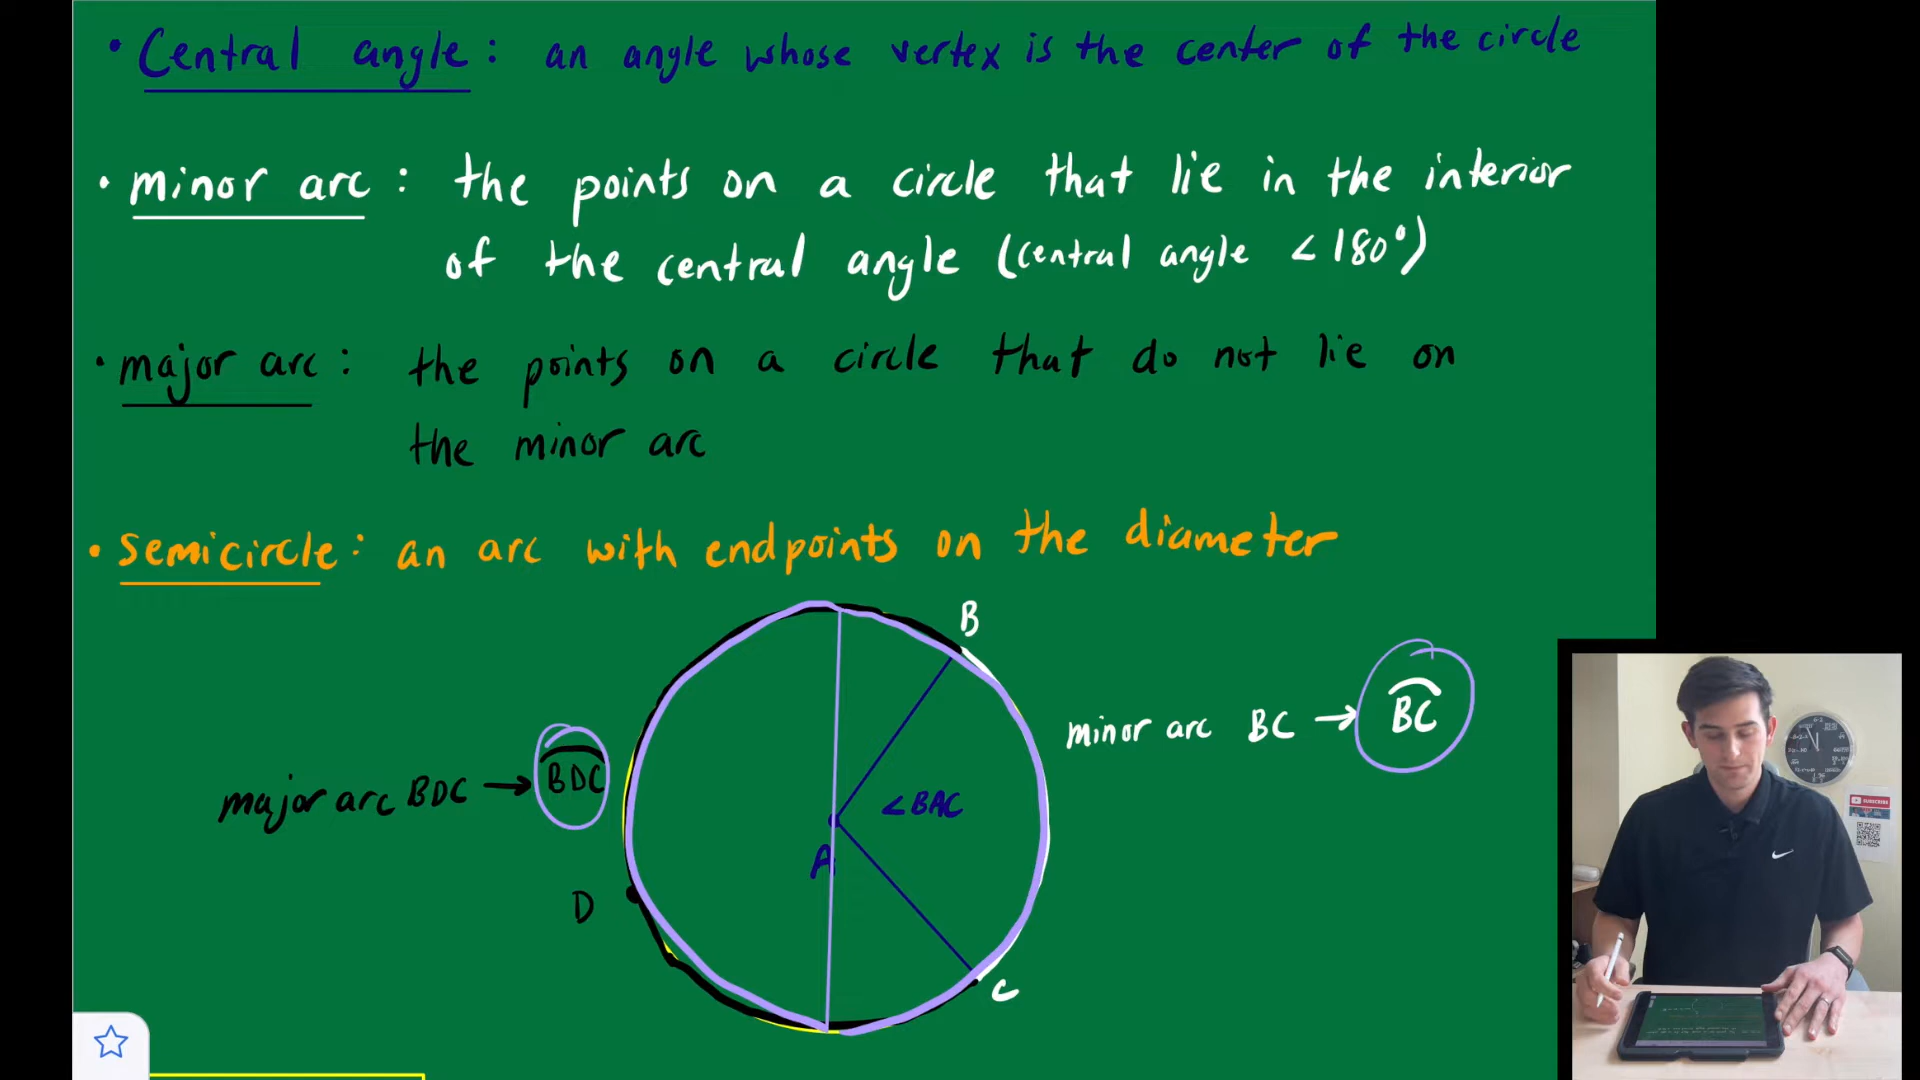 • Central angle: an angle whose vertex is the center of the circle
• minor arc: the points on a circle that lie in the interior
of the central angle (central angle < 180°)
• major arc: the points on a circle that do not lie on
the minor arc
• semicircle: an arc with endpoints on the diameter
B
minor arc BC → BC
major arc BDC → BDC
∠BAC
A
D
C
SUBSCRIBE